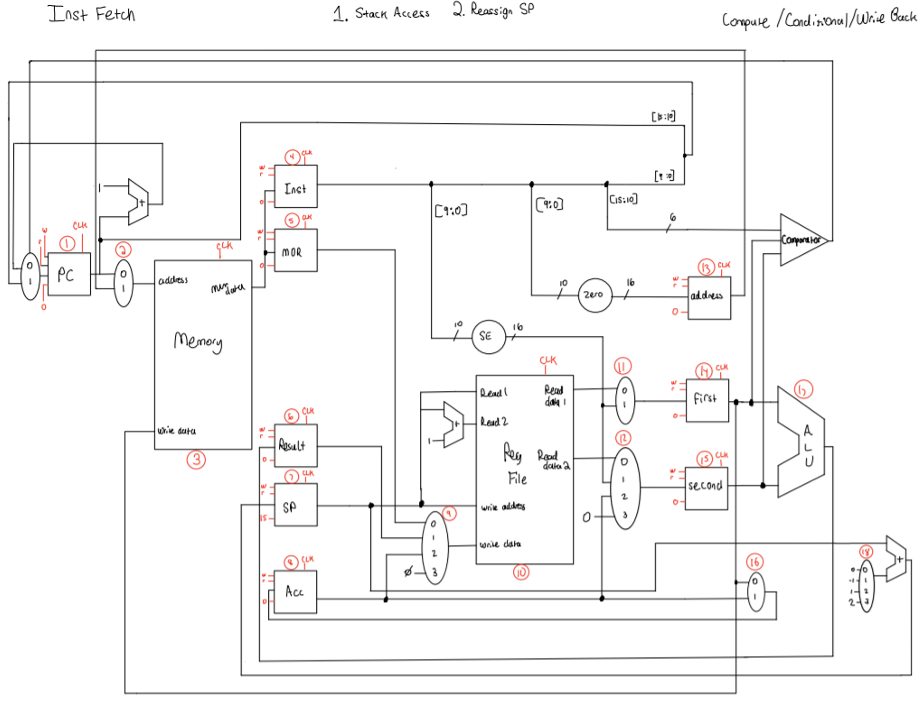 Inst Fetch
1. Stack Access 2. Reassign SP
Compute / Conditional / Write Back
[15:10]
[9:0]
4 CLK
w
r
Inst
0
[9:0]
[9:0]
[15:10]
6
Comparator
1
+
w
r
1
CLK
PC
0
0
1
2
0
1
CLK
address
mem data
Memory
write data
3
5 CLK
w
r
MDR
0
10
Zero
16
13 CLK
w
r
address
0
10
SE
16
CLK
Read 1
Read 2
+
1
Read data 1
Read data 2
Reg File
write address
write data
10
11
0
1
12
0
1
2
3
0
14 CLK
w
r
First
0
15 CLK
w
r
second
0
17
ALU
6 CLK
w
r
Result
0
7 CLK
w
r
SP
15
9
0
1
2
3
Ø
8 CLK
w
r
Acc
0
16
0
1
18
0 0
-1 1
1 2
2 3
+